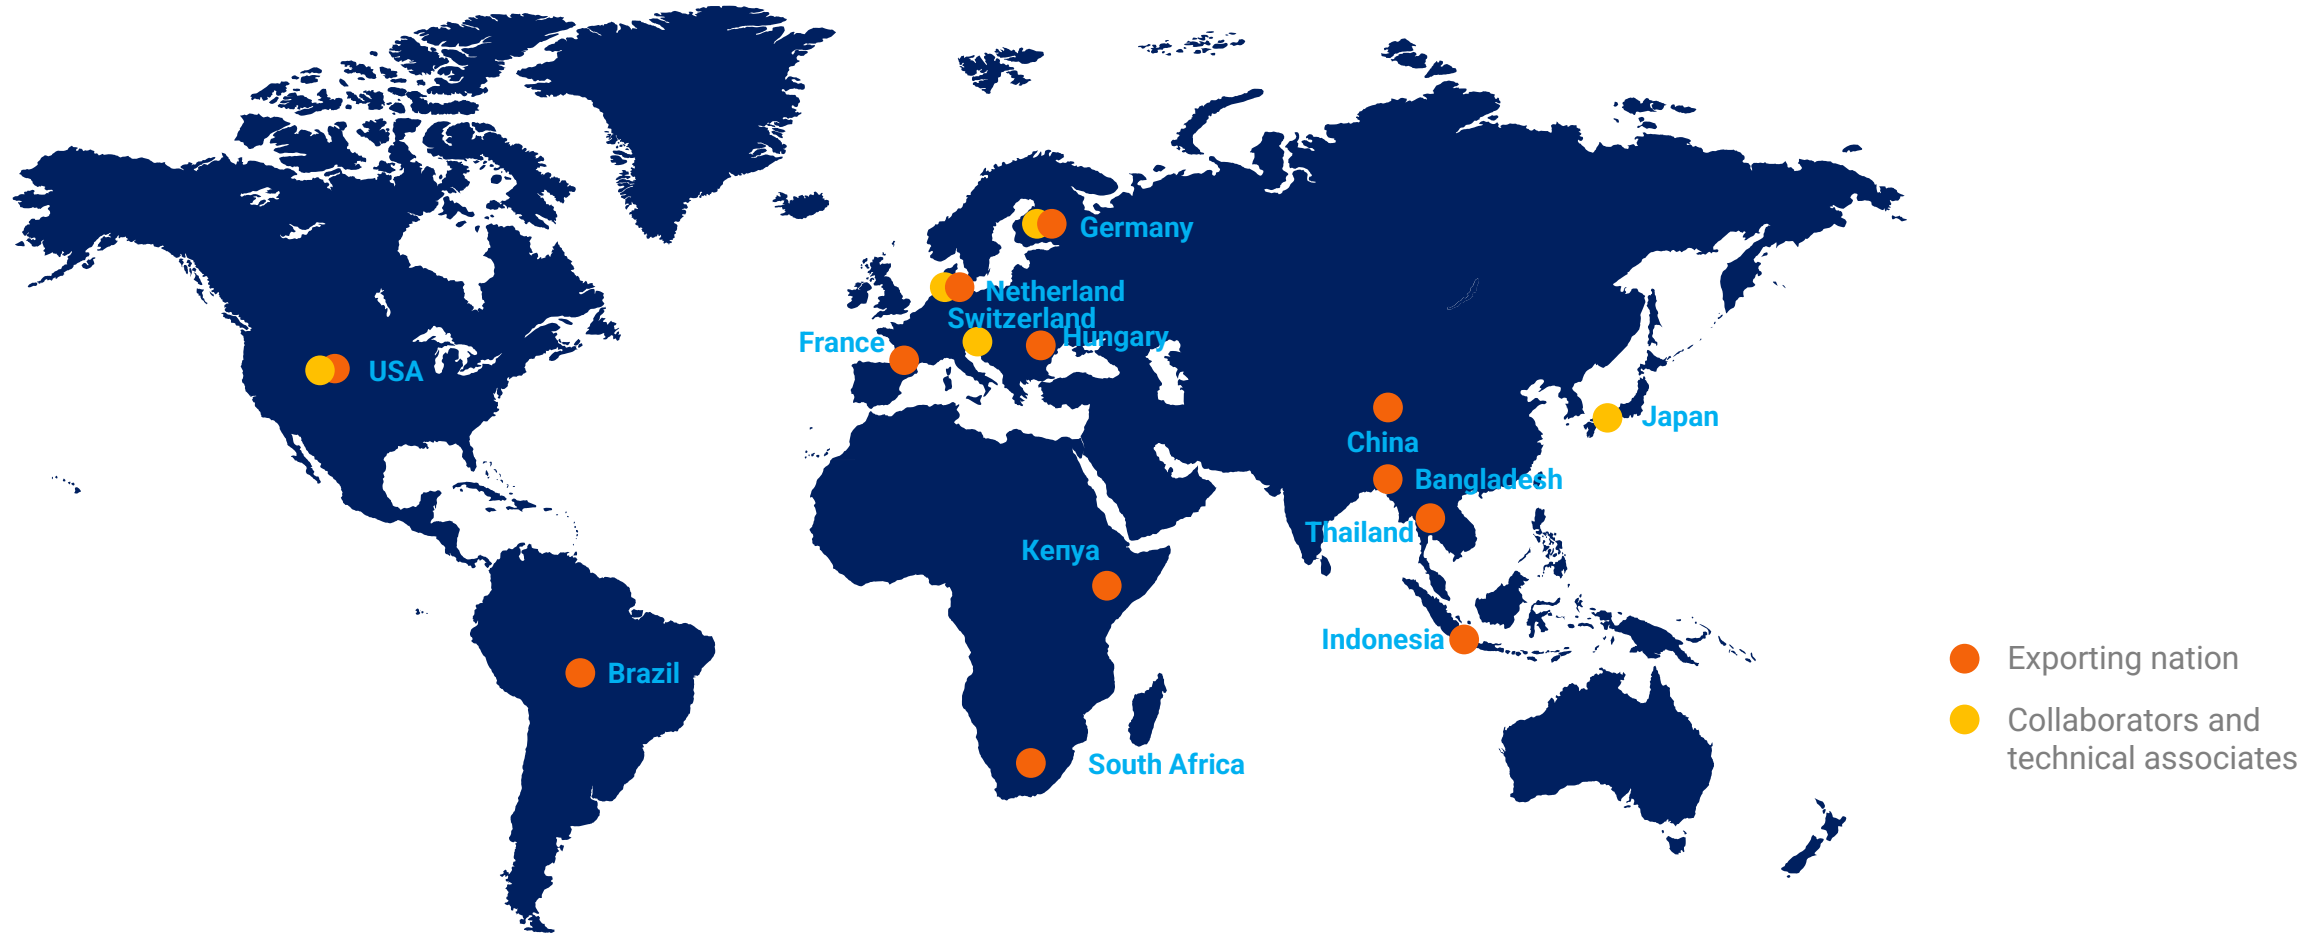 Germany
Netherland
Switzerland
Hungary
France
USA
Japan
China
Bangladesh
Thailand
Kenya
Indonesia
Brazil
South Africa
Exporting nation
Collaborators and
technical associates